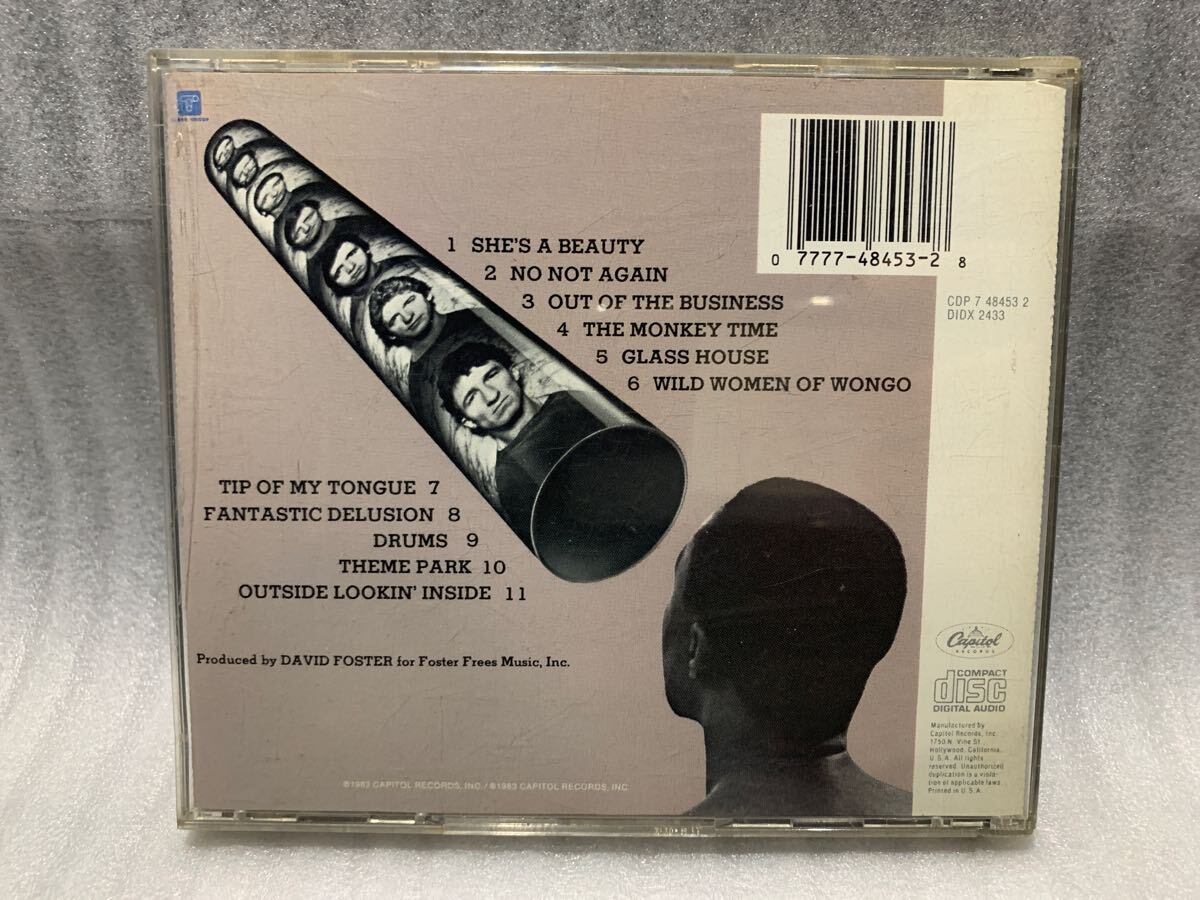 1 SHE'S A BEAUTY
2 NO NOT AGAIN
3 OUT OF THE BUSINESS
4 THE MONKEY TIME
5 GLASS HOUSE
6 WILD WOMEN OF WONGO
TIP OF MY TONGUE 7
FANTASTIC DELUSION 8
DRUMS 9
THEME PARK 10
OUTSIDE LOOKIN' INSIDE 11
Produced by DAVID FOSTER for Foster Frees Music, Inc.
©1983 CAPITOL RECORDS, INC. / ℗1983 CAPITOL RECORDS, INC.
0 7777-48453-2 8
CDP 7 48453 2
DIDX 2433
Capitol
RECORDS
COMPACT
disc
DIGITAL AUDIO
Manufactured by
Capitol Records, Inc.
1750 N. Vine St.
Hollywood, California,
U.S.A. All rights
reserved. Unauthorized
duplication is a viola-
tion of applicable laws.
Printed in U.S.A.